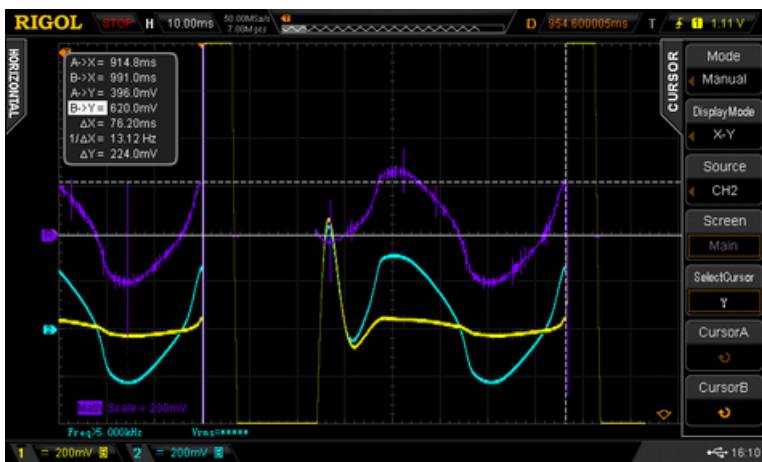 RIGOL STOP H 10.00ms 50.00MSa/s 7.00M pts D 954.600005ms T 1 1.11 V
HORIZONTAL
A->X= 914.8ms
B->X= 991.0ms
A->Y= 396.0mV
B->Y= 620.0mV
ΔX= 76.20ms
1/ΔX= 13.12 Hz
ΔY= 224.0mV
CURSOR
Mode
Manual
DisplayMode
X-Y
Source
CH2
Screen
Main
SelectCursor
Y
CursorA
CursorB
2
Math Scale = 200mV
Freq>5.000kHz Vrms=*****
1 = 200mV 2 = 200mV 16:10